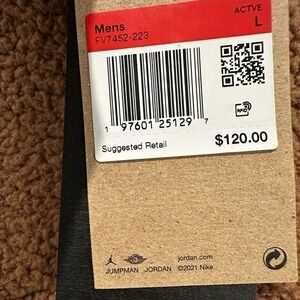 ACTVE
Mens L
FV7452-223
1 97601 25129 7
Suggested Retail $120.00
jordan.com
JUMPMAN JORDAN ©2021 Nike